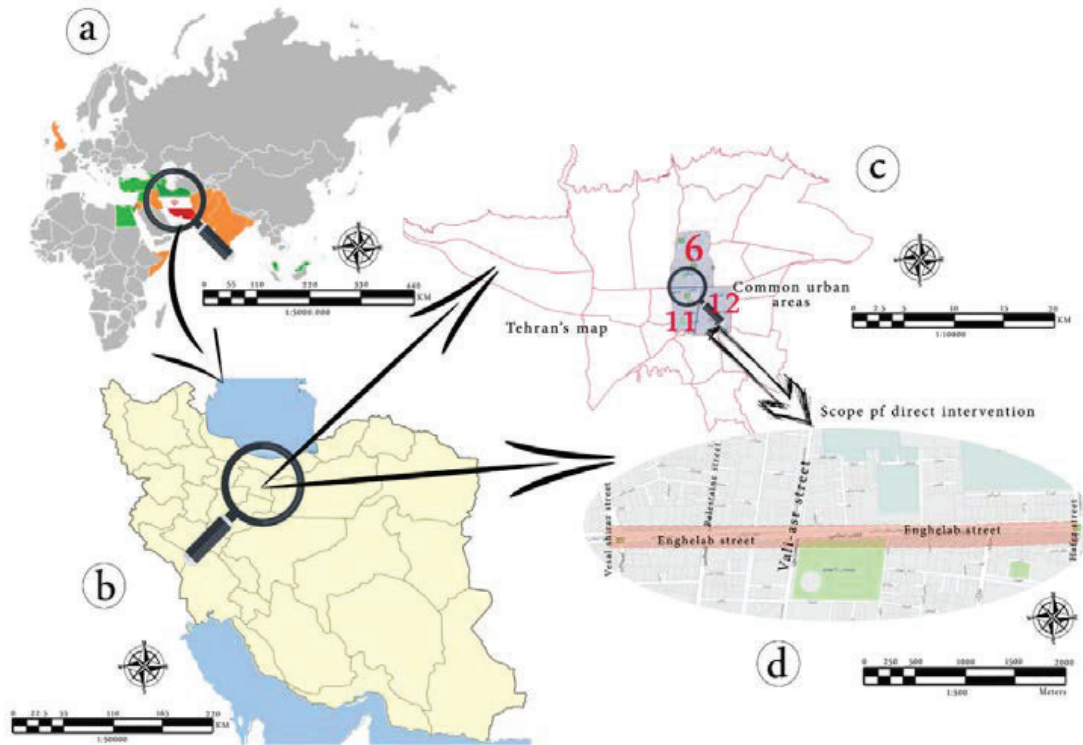 a
0 55 110 220 330 440
KM
1:5000.000
c
6
12
11
Common urban
areas
Tehran's map
0 2.5 5 10 15 20
KM
1:10000
b
0 22.5 55 110 165 220
KM
1:50000
Scope pf direct intervention
Vesal shiraz street
Palestaine street
Vali-asr street
Hafez street
Enghelab street
Enghelab street
d
0 250 500 1000 1500 2000
1:500
Meters